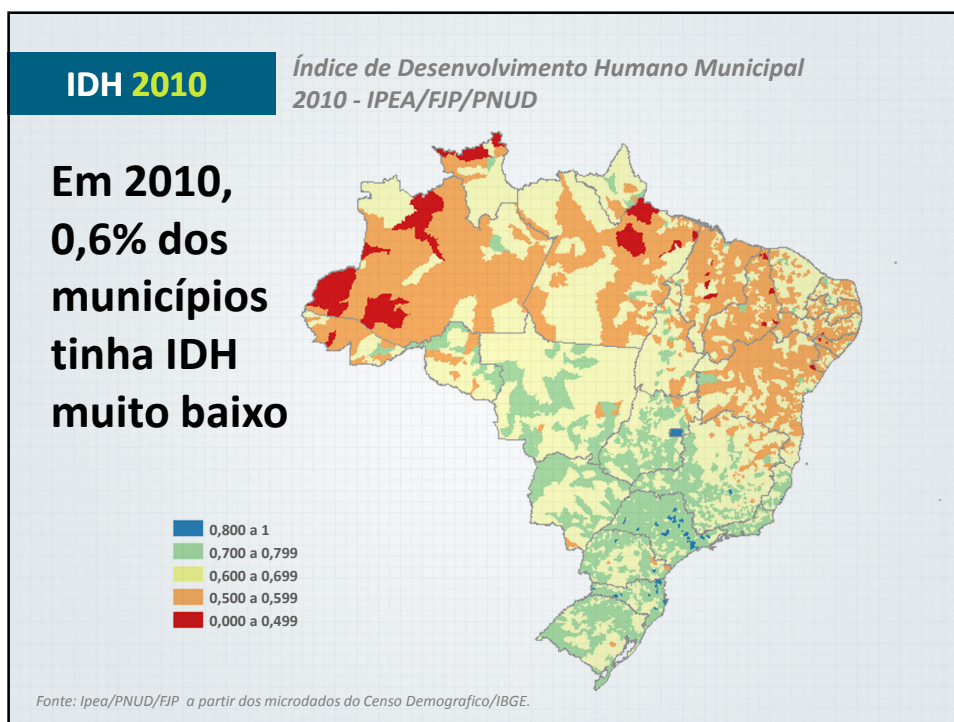 IDH 2010
Índice de Desenvolvimento Humano Municipal
2010 - IPEA/FJP/PNUD
Em 2010,
0,6% dos
municípios
tinha IDH
muito baixo
0,800 a 1
0,700 a 0,799
0,600 a 0,699
0,500 a 0,599
0,000 a 0,499
Fonte: Ipea/PNUD/FJP a partir dos microdados do Censo Demografico/IBGE.